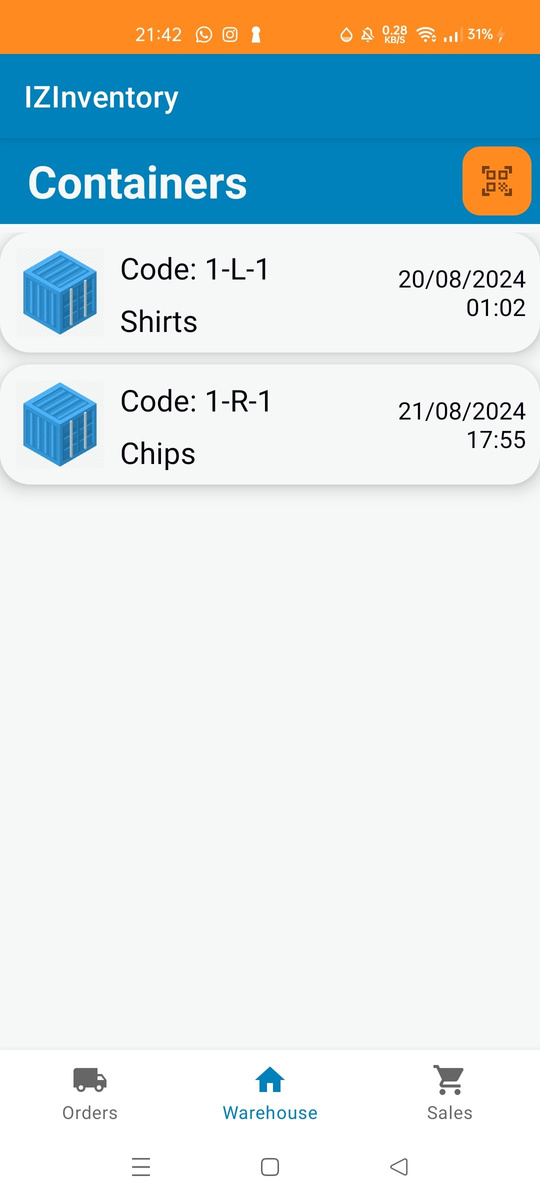 21:42 0.28 KB/S 31%
IZInventory
Containers
Code: 1-L-1
Shirts
20/08/2024
01:02
Code: 1-R-1
Chips
21/08/2024
17:55
Orders Warehouse Sales